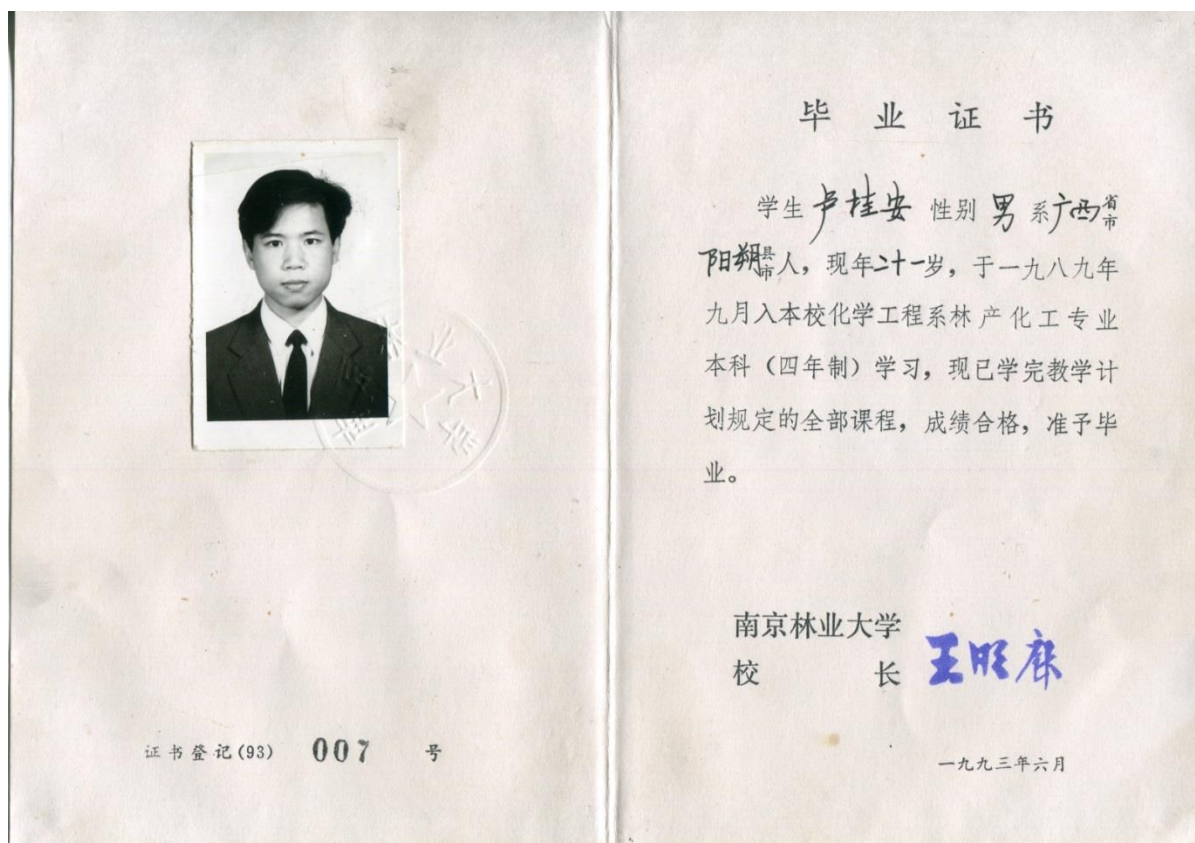 证书登记(93) 007 号
毕业证书
学生卢桂安 性别男 系广西省市
阳朔县市人，现年二十一岁，于一九八九年
九月入本校化学工程系林产化工专业
本科（四年制）学习，现已学完教学计
划规定的全部课程，成绩合格，准予毕
业。
南京林业大学
校长
一九九三年六月